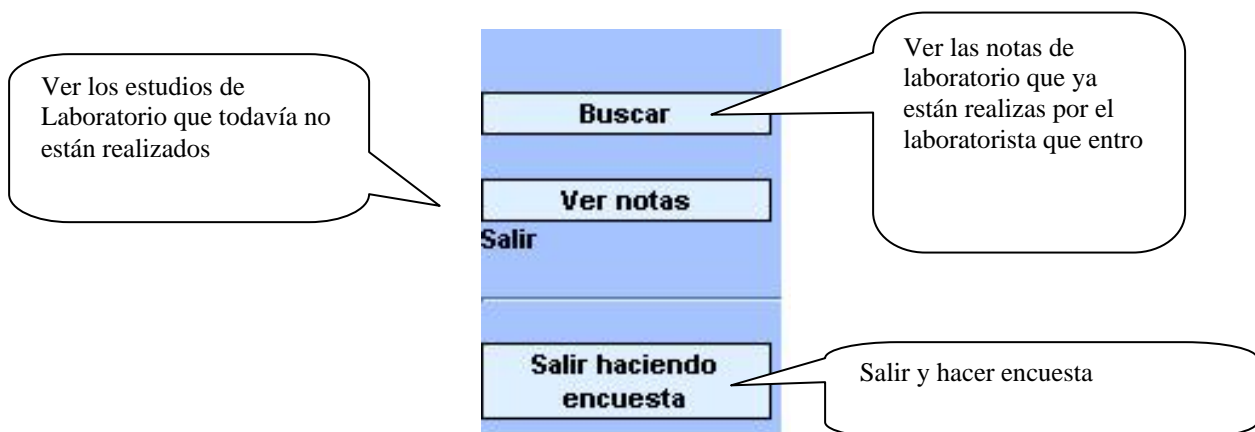 Ver los estudios de
Laboratorio que todavía no
están realizados
Buscar
Ver notas
Salir
Salir haciendo
encuesta
Ver las notas de
laboratorio que ya
están realizas por el
laboratorista que entro
Salir y hacer encuesta